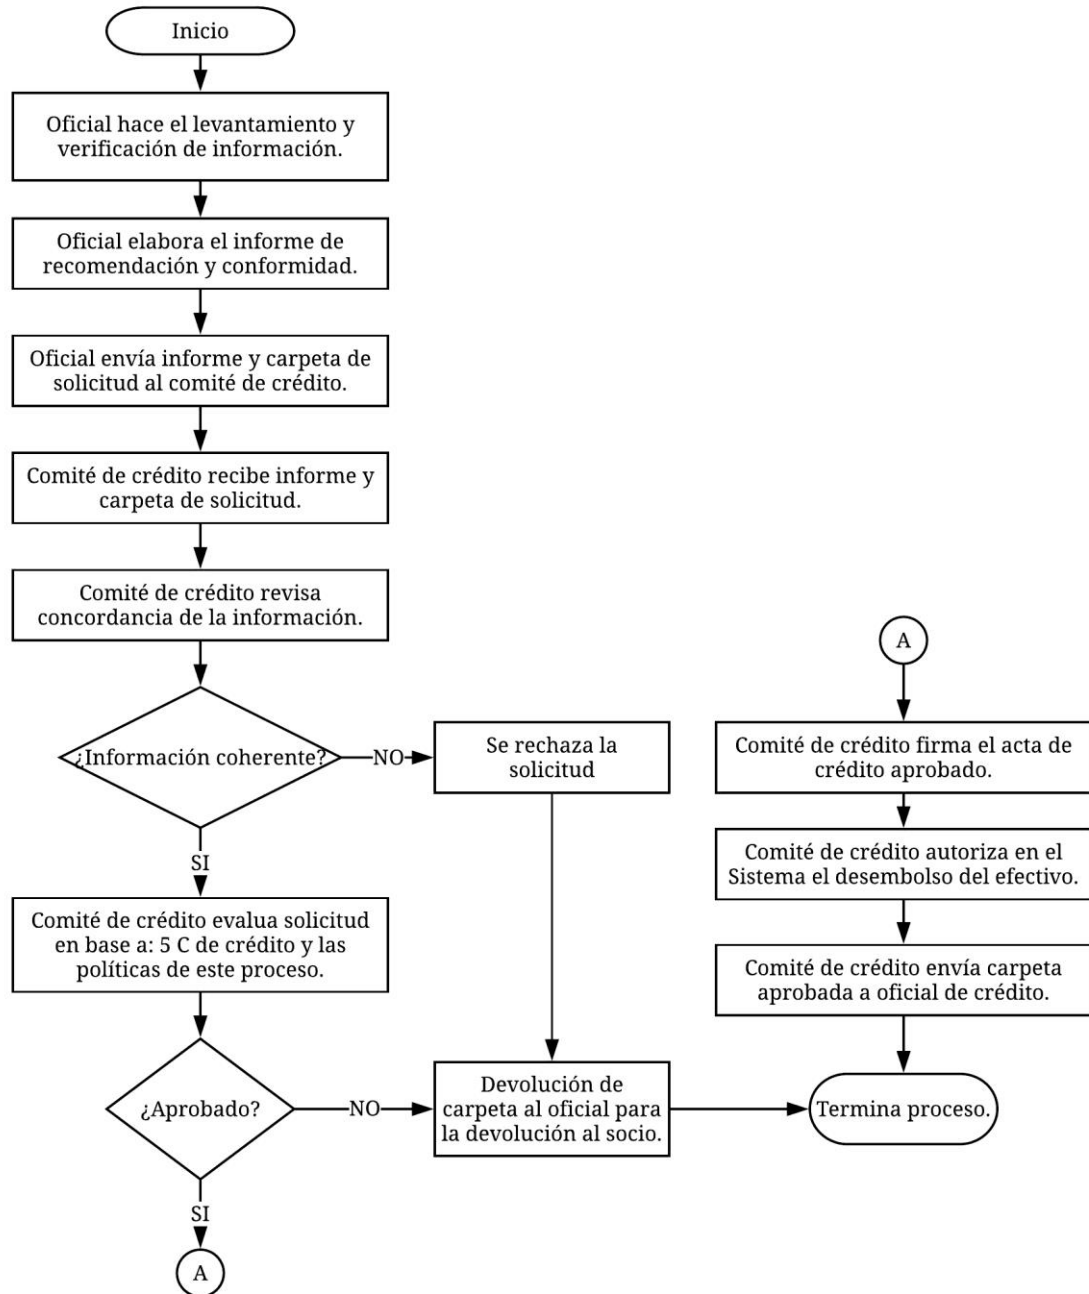 Inicio
Oficial hace el levantamiento y
verificación de información.
Oficial elabora el informe de
recomendación y conformidad.
Oficial envía informe y carpeta de
solicitud al comité de crédito.
Comité de crédito recibe informe y
carpeta de solicitud.
Comité de crédito revisa
concordancia de la información.
¿Información coherente?
NO
Se rechaza la
solicitud
SI
Comité de crédito evalua solicitud
en base a: 5 C de crédito y las
políticas de este proceso.
¿Aprobado?
NO
Devolución de
carpeta al oficial para
la devolución al socio.
SI
A
A
Comité de crédito firma el acta de
crédito aprobado.
Comité de crédito autoriza en el
Sistema el desembolso del efectivo.
Comité de crédito envía carpeta
aprobada a oficial de crédito.
Termina proceso.